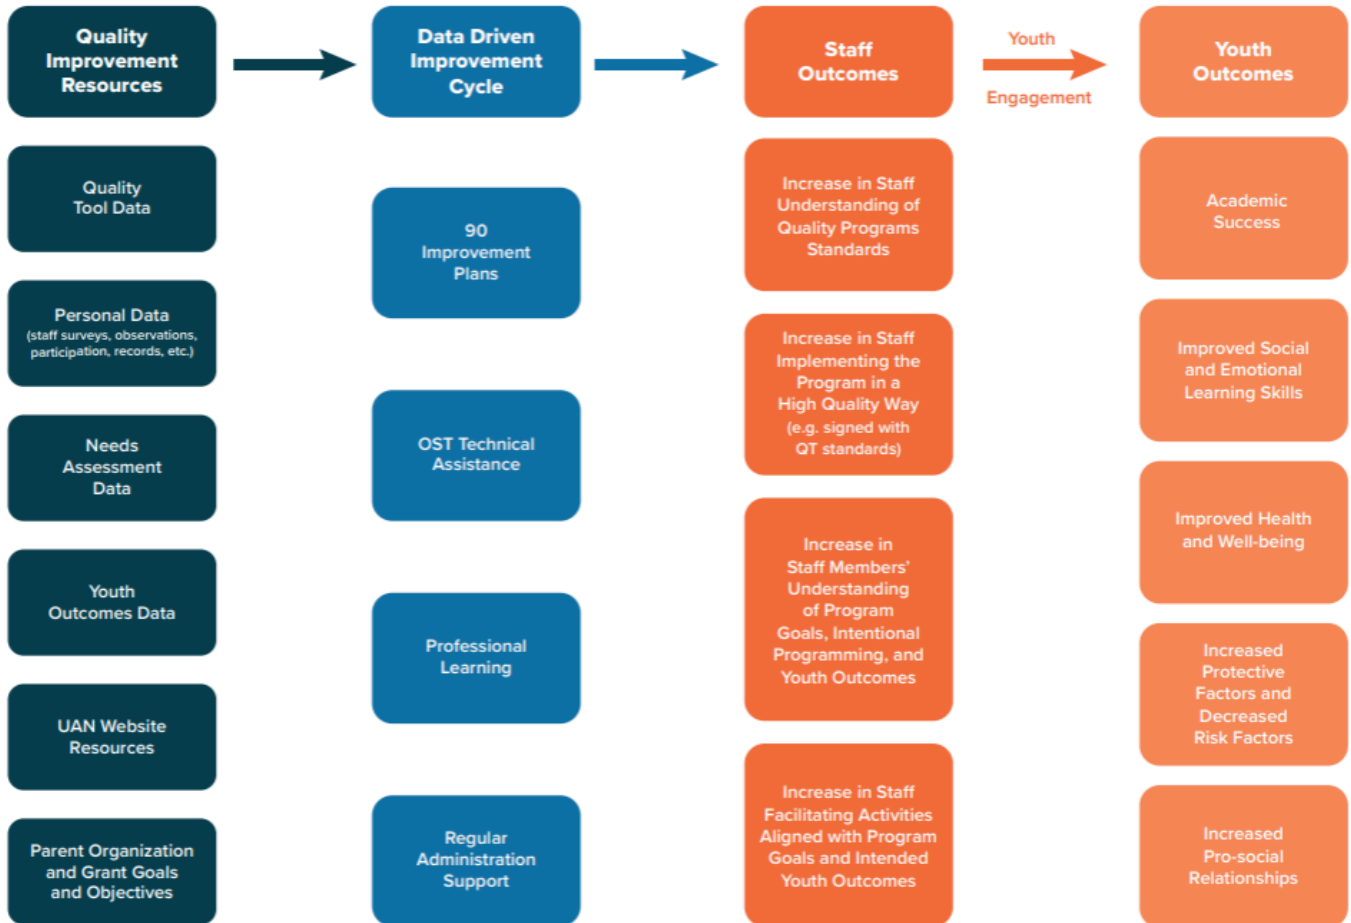 Quality
Improvement
Resources
Quality
Tool Data
Personal Data
(staff surveys, observations,
participation, records, etc.)
Needs
Assessment
Data
Youth
Outcomes Data
UAN Website
Resources
Parent Organization
and Grant Goals
and Objectives
Data Driven
Improvement
Cycle
90
Improvement
Plans
OST Technical
Assistance
Professional
Learning
Regular
Administration
Support
Staff
Outcomes
Increase in Staff
Understanding of
Quality Programs
Standards
Increase in Staff
Implementing the
Program in a
High Quality Way
(e.g. signed with
QT standards)
Increase in
Staff Members'
Understanding
of Program
Goals, Intentional
Programming, and
Youth Outcomes
Increase in Staff
Facilitating Activities
Aligned with Program
Goals and Intended
Youth Outcomes
Youth
Engagement
Youth
Outcomes
Academic
Success
Improved Social
and Emotional
Learning Skills
Improved Health
and Well-being
Increased
Protective
Factors and
Decreased
Risk Factors
Increased
Pro-social
Relationships